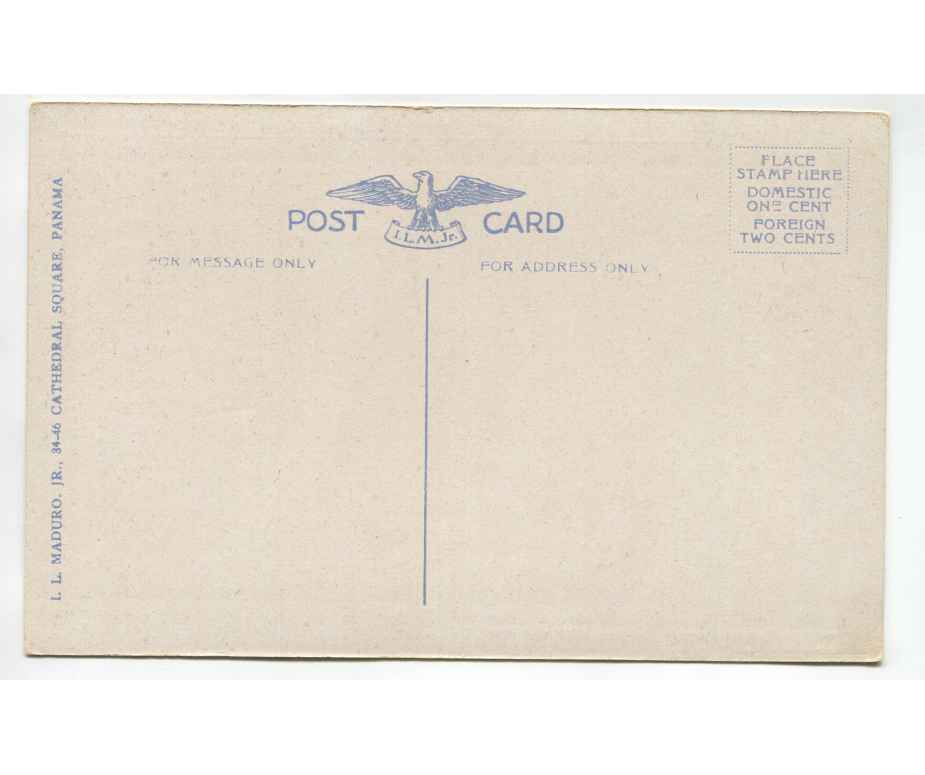 POST CARD
I.L.M.Jr.
PLACE
STAMP HERE
DOMESTIC
ONE CENT
FOREIGN
TWO CENTS
FOR MESSAGE ONLY
FOR ADDRESS ONLY
I. L. MADURO. JR., 34-46 CATHEDRAL SQUARE, PANAMA